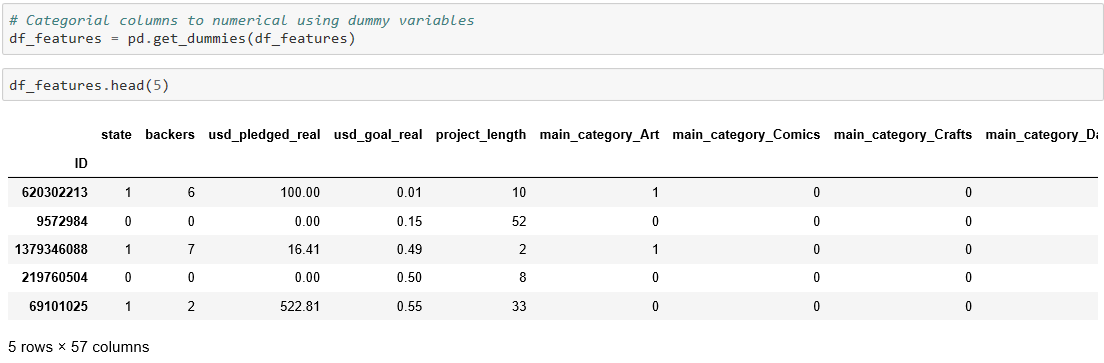 # Categorial columns to numerical using dummy variables
df_features = pd.get_dummies(df_features)
df_features.head(5)
state backers usd_pledged_real usd_goal_real project_length main_category_Art main_category_Comics main_category_Crafts main_category_Da
ID
620302213 1 6 100.00 0.01 10 1 0 0
9572984 0 0 0.00 0.15 52 0 0 0
1379346088 1 7 16.41 0.49 2 1 0 0
219760504 0 0 0.00 0.50 8 0 0 0
69101025 1 2 522.81 0.55 33 0 0 0
5 rows × 57 columns